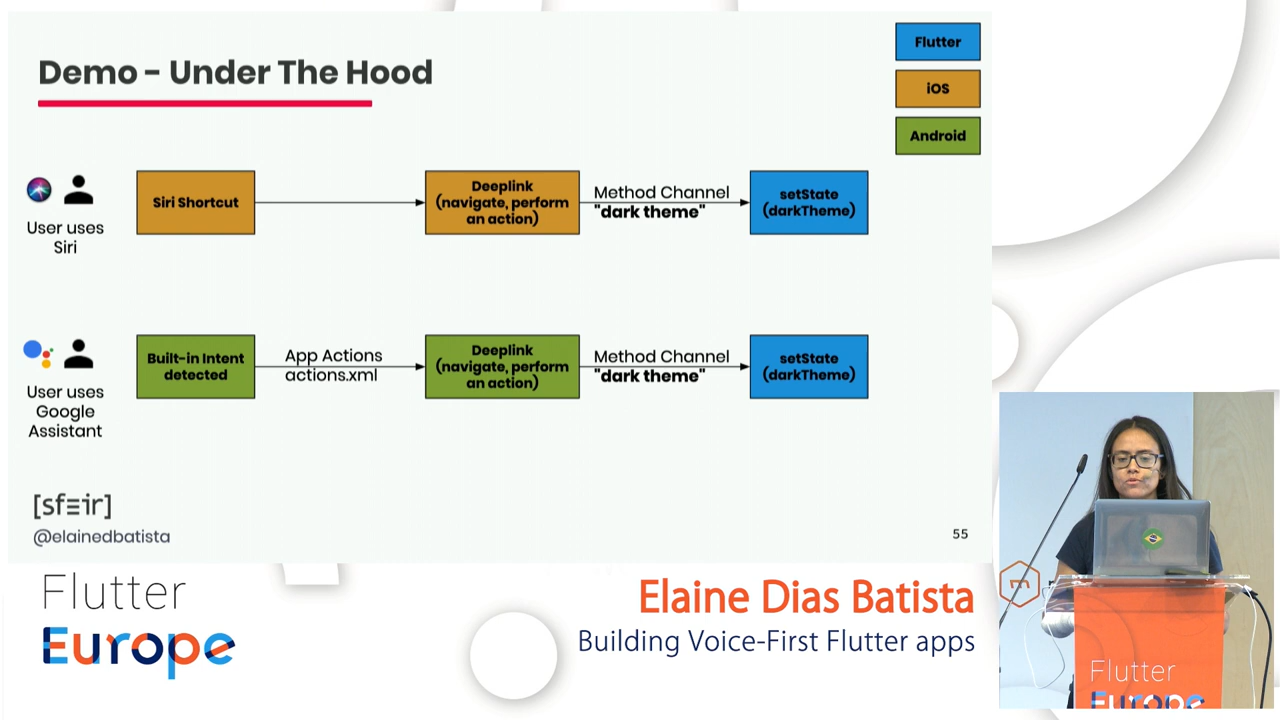 Demo - Under The Hood
Flutter
iOS
Android
User uses
Siri
Siri Shortcut
Deeplink
(navigate, perform
an action)
Method Channel
"dark theme"
setState
(darkTheme)
User uses
Google
Assistant
Built-in Intent
detected
App Actions
actions.xml
Deeplink
(navigate, perform
an action)
Method Channel
"dark theme"
setState
(darkTheme)
[sfeir]
@elainedbatista
55
Flutter
Europe
Elaine Dias Batista
Building Voice-First Flutter apps
Flutter
Europe